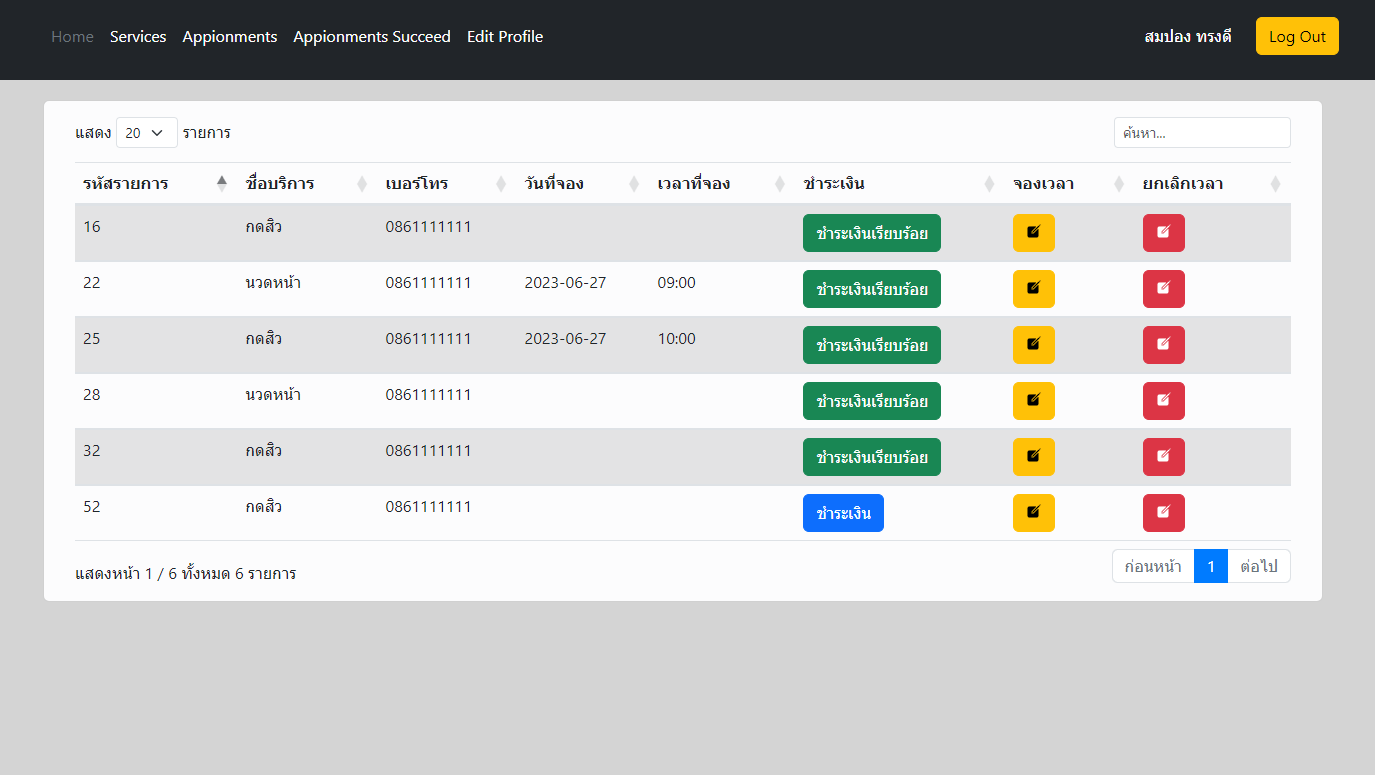 Home Services Appionments Appionments Succeed Edit Profile สมปอง ทรงดี Log Out
แสดง 20 รายการ ค้นหา...
รหัสรายการ ชื่อบริการ เบอร์โทร วันที่จอง เวลาที่จอง ชำระเงิน จองเวลา ยกเลิกเวลา
16 กดสิว 0861111111 ชำระเงินเรียบร้อย
22 นวดหน้า 0861111111 2023-06-27 09:00 ชำระเงินเรียบร้อย
25 กดสิว 0861111111 2023-06-27 10:00 ชำระเงินเรียบร้อย
28 นวดหน้า 0861111111 ชำระเงินเรียบร้อย
32 กดสิว 0861111111 ชำระเงินเรียบร้อย
52 กดสิว 0861111111 ชำระเงิน
แสดงหน้า 1 / 6 ทั้งหมด 6 รายการ ก่อนหน้า 1 ต่อไป